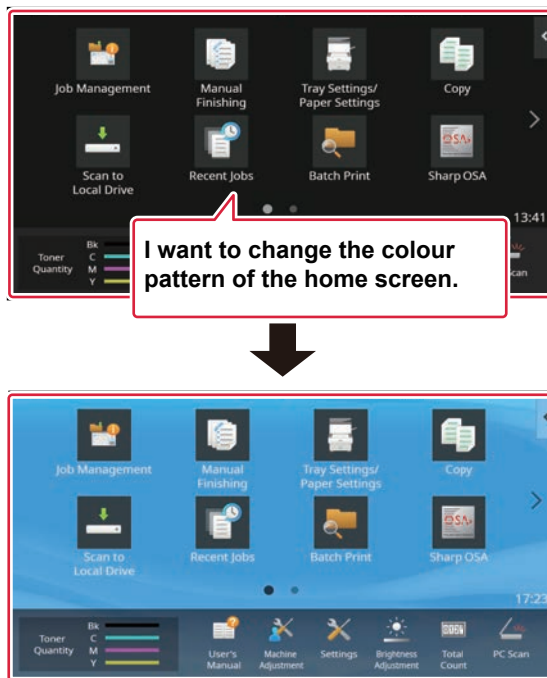 Job Management
Manual
Finishing
Tray Settings/
Paper Settings
Copy
Scan to
Local Drive
Recent Jobs
Batch Print
OSA
Sharp OSA
13:41
Toner
Quantity
Bk
C
M
Y
I want to change the colour
pattern of the home screen.
Job Management
Manual
Finishing
Tray Settings/
Paper Settings
Copy
Scan to
Local Drive
Recent Jobs
Batch Print
OSA
Sharp OSA
17:23
Toner
Quantity
Bk
C
M
Y
User's
Manual
Machine
Adjustment
Settings
Brightness
Adjustment
Total
Count
PC Scan